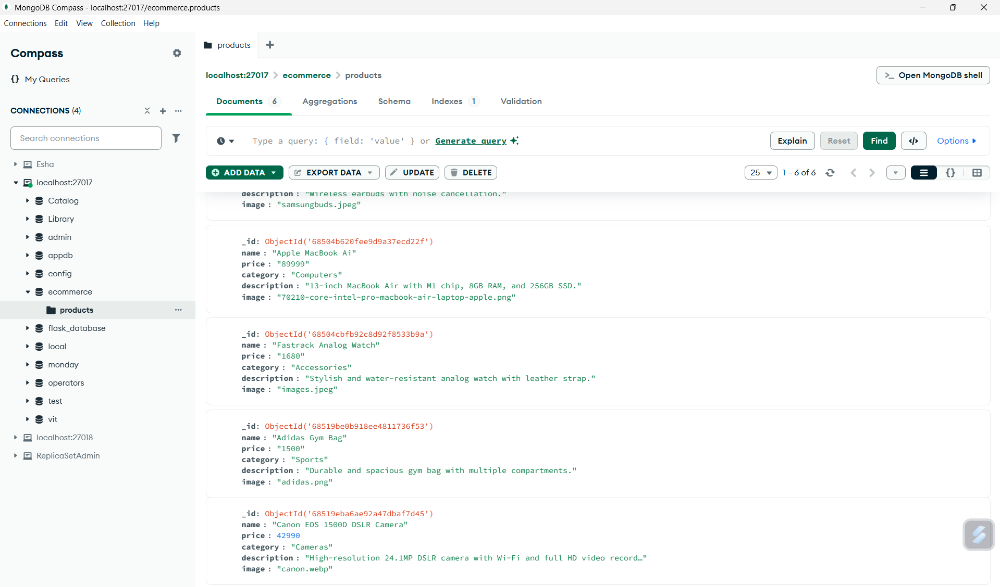 MongoDB Compass - localhost:27017/ecommerce.products
Connections Edit View Collection Help
Compass
{} My Queries
CONNECTIONS (4)
Search connections
Esha
localhost:27017
Catalog
Library
admin
appdb
config
ecommerce
products
flask_database
local
monday
operators
test
vit
localhost:27018
ReplicaSetAdmin
products
localhost:27017 > ecommerce > products
>_ Open MongoDB shell
Documents 6 Aggregations Schema Indexes 1 Validation
Type a query: { field: 'value' } or Generate query
Explain Reset Find </> Options
ADD DATA EXPORT DATA UPDATE DELETE
25 1 – 6 of 6 {}
description : "Wireless earbuds with noise cancellation."
image : "samsungbuds.jpeg"
_id: ObjectId('68504b620fee9d9a37ecd22f')
name : "Apple MacBook Ai"
price : "89999"
category : "Computers"
description : "13-inch MacBook Air with M1 chip, 8GB RAM, and 256GB SSD."
image : "70210-core-intel-pro-macbook-air-laptop-apple.png"
_id: ObjectId('68504cbfb92c8d92f8533b9a')
name : "Fastrack Analog Watch"
price : "1680"
category : "Accessories"
description : "Stylish and water-resistant analog watch with leather strap."
image : "images.jpeg"
_id: ObjectId('68519be0b918ee4811736f53')
name : "Adidas Gym Bag"
price : "1500"
category : "Sports"
description : "Durable and spacious gym bag with multiple compartments."
image : "adidas.png"
_id: ObjectId('68519eba6ae92a47dbaf7d45')
name : "Canon EOS 1500D DSLR Camera"
price : 42990
category : "Cameras"
description : "High-resolution 24.1MP DSLR camera with Wi-Fi and full HD video record…"
image : "canon.webp"